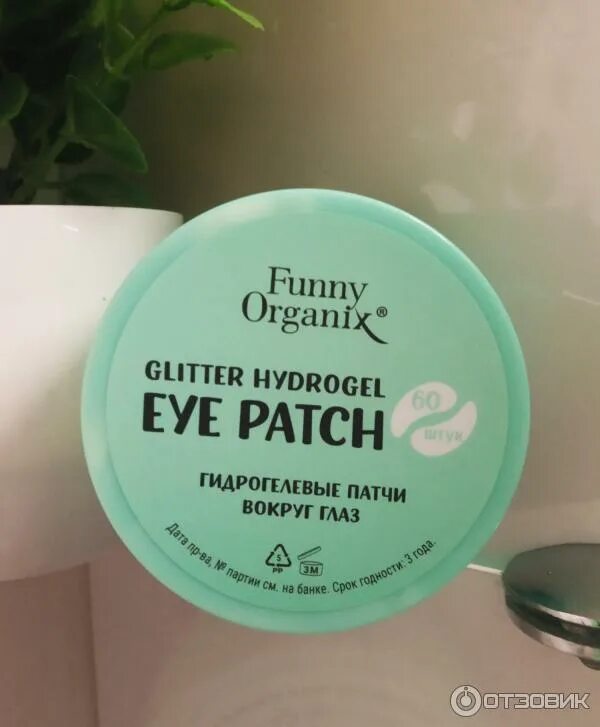 Funny
Organix®
GLITTER HYDROGEL
EYE PATCH
60
штук
ГИДРОГЕЛЕВЫЕ ПАТЧИ
ВОКРУГ ГЛАЗ
5
PP
3М
Дата пр-ва, № партии см. на банке. Срок годности: 3 года.
ОТЗОВИК